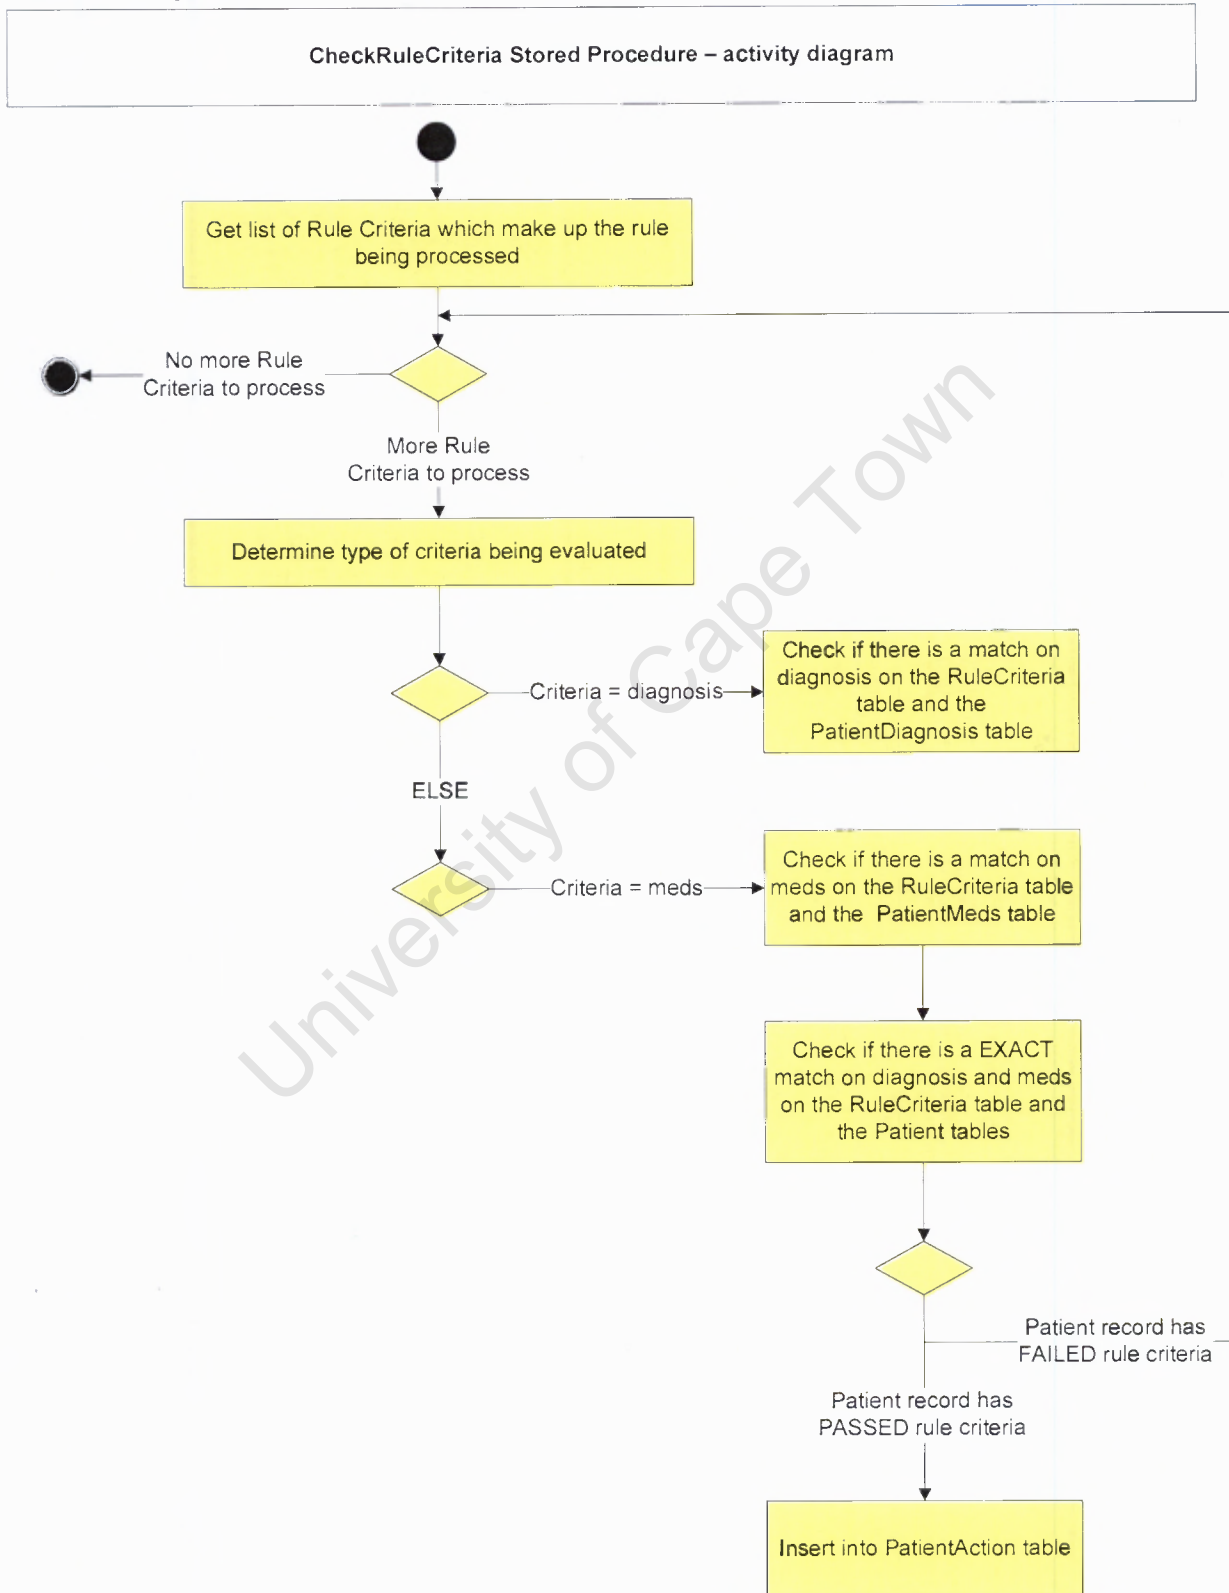 CheckRuleCriteria Stored Procedure – activity diagram
Get list of Rule Criteria which make up the rule
being processed
No more Rule
Criteria to process
More Rule
Criteria to process
Determine type of criteria being evaluated
Criteria = diagnosis
Check if there is a match on
diagnosis on the RuleCriteria
table and the
PatientDiagnosis table
ELSE
Criteria = meds
Check if there is a match on
meds on the RuleCriteria table
and the PatientMeds table
Check if there is a EXACT
match on diagnosis and meds
on the RuleCriteria table and
the Patient tables
Patient record has
FAILED rule criteria
Patient record has
PASSED rule criteria
Insert into PatientAction table
University of Cape Town